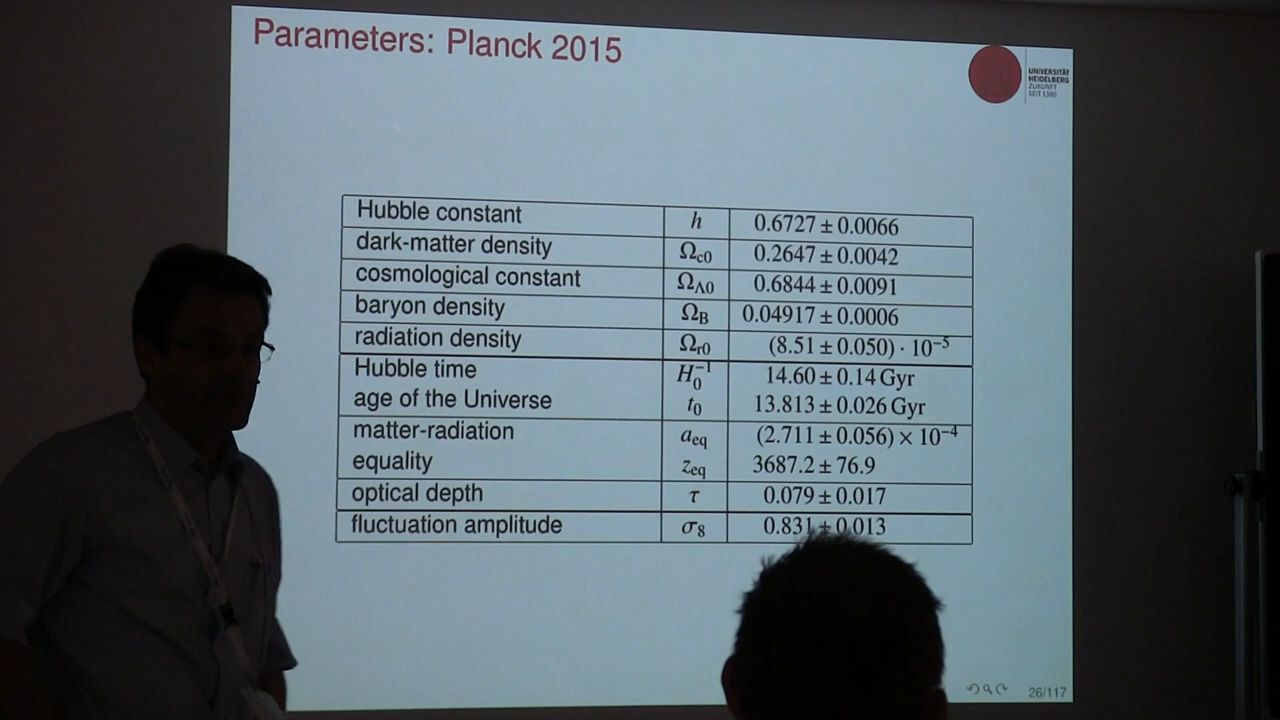 Parameters: Planck 2015
UNIVERSITÄT
HEIDELBERG
ZUKUNFT
SEIT 1386
Hubble constant h 0.6727 ± 0.0066
dark-matter density Ωc0 0.2647 ± 0.0042
cosmological constant ΩΛ0 0.6844 ± 0.0091
baryon density ΩB 0.04917 ± 0.0006
radiation density Ωr0 (8.51 ± 0.050) · 10⁻⁵
Hubble time H₀⁻¹ 14.60 ± 0.14 Gyr
age of the Universe t₀ 13.813 ± 0.026 Gyr
matter-radiation aeq (2.711 ± 0.056) × 10⁻⁴
equality zeq 3687.2 ± 76.9
optical depth τ 0.079 ± 0.017
fluctuation amplitude σ₈ 0.831 ± 0.013
26/117